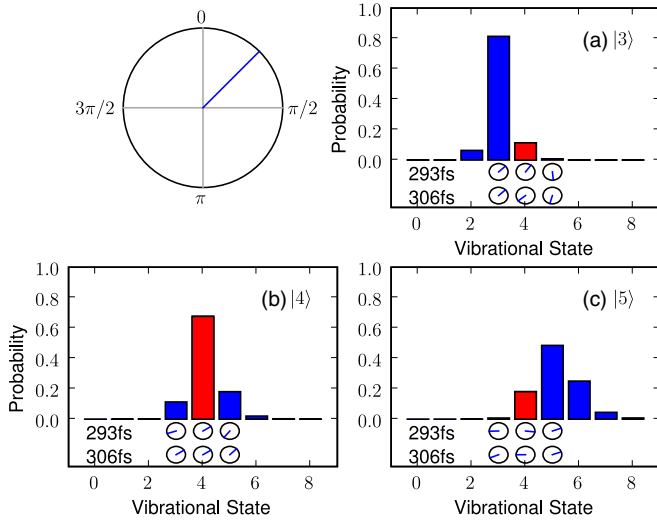 0
3π/2
π/2
π
(a) |3⟩
Probability
1.0
0.8
0.6
0.4
0.2
0.0
293fs
306fs
0 2 4 6 8
Vibrational State
(b) |4⟩
Probability
1.0
0.8
0.6
0.4
0.2
0.0
293fs
306fs
0 2 4 6 8
Vibrational State
(c) |5⟩
1.0
0.8
0.6
0.4
0.2
0.0
293fs
306fs
0 2 4 6 8
Vibrational State